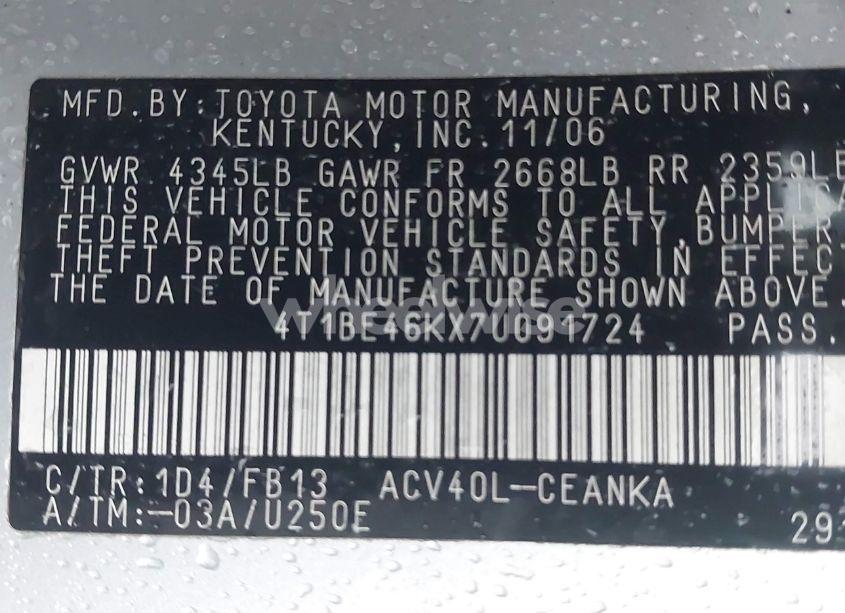 MFD.BY:TOYOTA MOTOR MANUFACTURING,
KENTUCKY,INC.11/06
GVWR 4345LB GAWR FR 2668LB RR 2359LB
THIS VEHICLE CONFORMS TO ALL APPLICA
FEDERAL MOTOR VEHICLE SAFETY,BUMPER,
THEFT PREVENTION STANDARDS IN EFFECT
THE DATE OF MANUFACTURE SHOWN ABOVE.
wheelwise
4T1BE46KX7U091724 PASS.
C/TR:1D4/FB13 ACV40L-CEANKA
A/TM:-03A/U250E 29